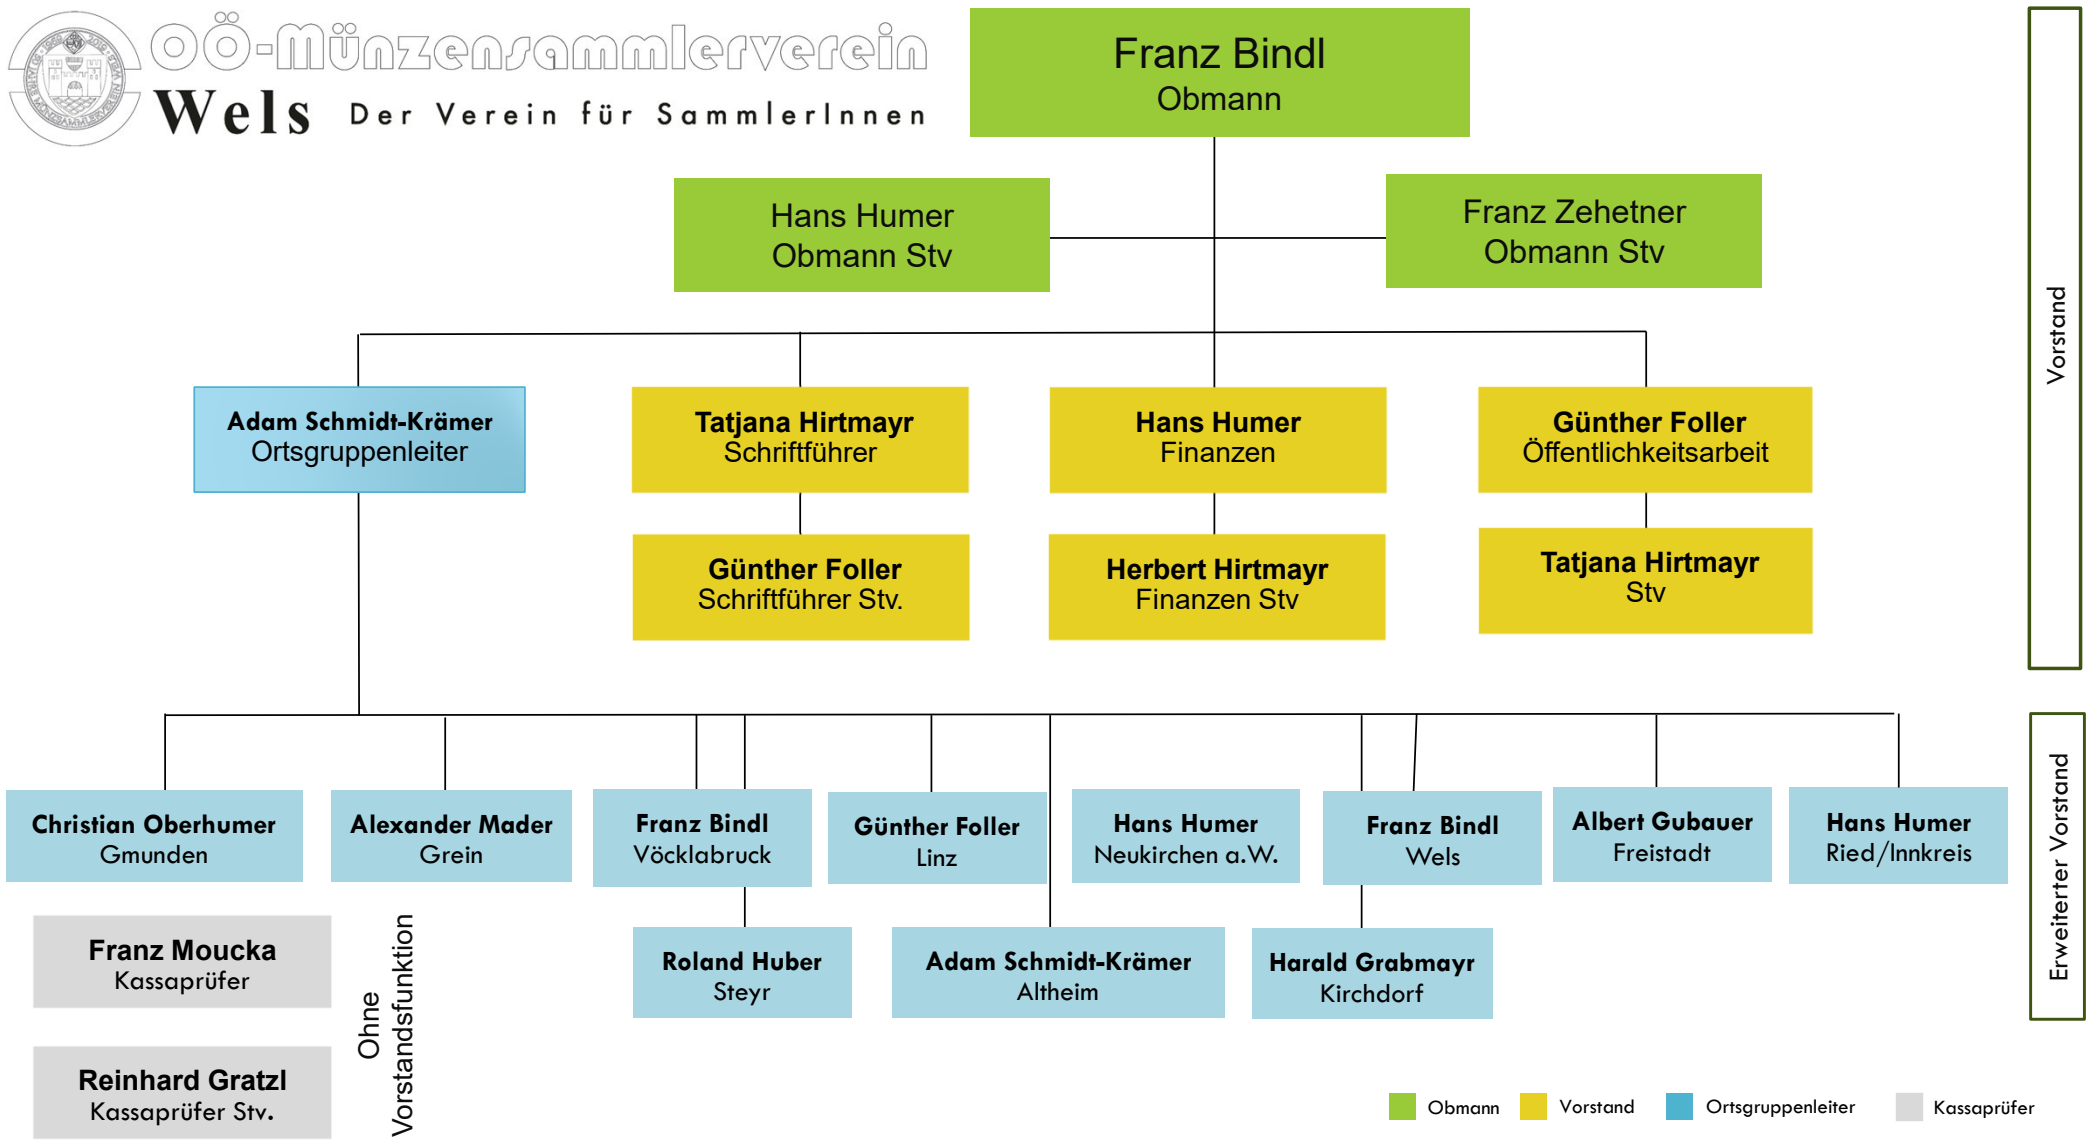 OÖ-Münzensammlerverein
Wels Der Verein für SammlerInnen
Franz Bindl
Obmann
Hans Humer
Obmann Stv
Franz Zehetner
Obmann Stv
Vorstand
Adam Schmidt-Krämer
Ortsgruppenleiter
Tatjana Hirtmayr
Schriftführer
Hans Humer
Finanzen
Günther Foller
Öffentlichkeitsarbeit
Günther Foller
Schriftführer Stv.
Herbert Hirtmayr
Finanzen Stv
Tatjana Hirtmayr
Stv
Christian Oberhumer
Gmunden
Alexander Mader
Grein
Franz Bindl
Vöcklabruck
Günther Foller
Linz
Hans Humer
Neukirchen a.W.
Franz Bindl
Wels
Albert Gubauer
Freistadt
Hans Humer
Ried/Innkreis
Erweiterter Vorstand
Roland Huber
Steyr
Adam Schmidt-Krämer
Altheim
Harald Grabmayr
Kirchdorf
Franz Moucka
Kassaprüfer
Reinhard Gratzl
Kassaprüfer Stv.
Ohne
Vorstandsfunktion
Obmann
Vorstand
Ortsgruppenleiter
Kassaprüfer